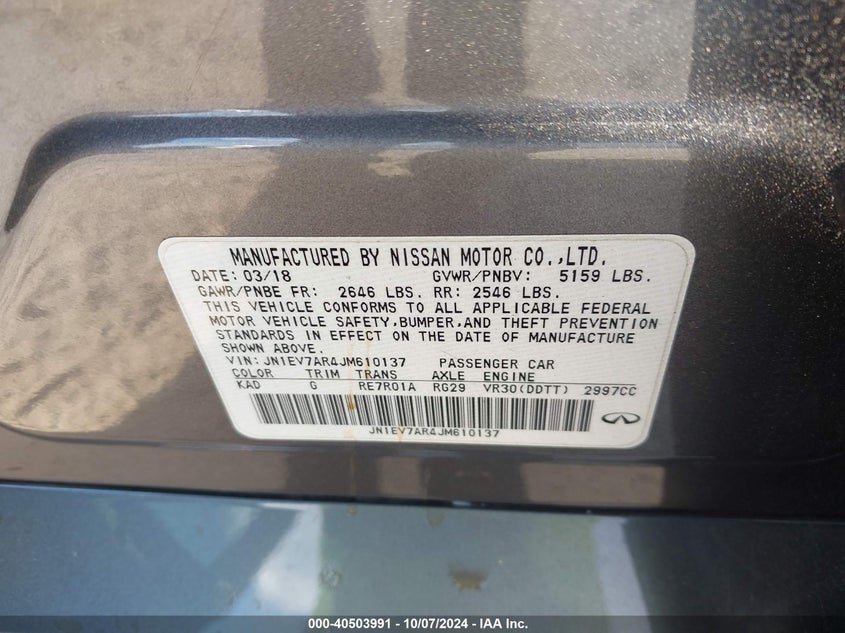 MANUFACTURED BY NISSAN MOTOR CO.,LTD.
DATE: 03/18 GVWR/PNBV: 5159 LBS.
GAWR/PNBE FR: 2646 LBS. RR: 2546 LBS.
THIS VEHICLE CONFORMS TO ALL APPLICABLE FEDERAL
MOTOR VEHICLE SAFETY,BUMPER,AND THEFT PREVENTION
STANDARDS IN EFFECT ON THE DATE OF MANUFACTURE
SHOWN ABOVE.
VIN: JN1EV7AR4JM610137 PASSENGER CAR
COLOR TRIM TRANS AXLE ENGINE
KAD G RE7R01A RG29 VR30(DDTT) 2997CC
JN1EV7AR4JM610137
000-40503991 - 10/07/2024 - IAA Inc.